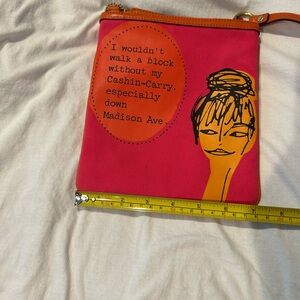 I wouldn't
walk a block
without my
Cashin-Carry,
especially
down
Madison Ave.